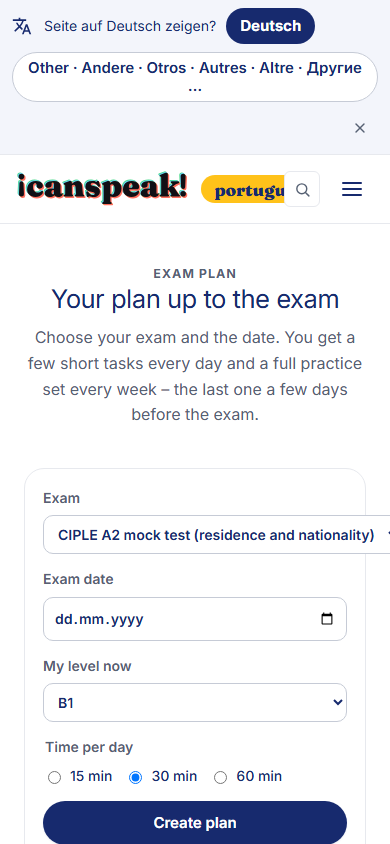 Seite auf Deutsch zeigen? Deutsch
Other · Andere · Otros · Autres · Altre · Другие
...
icanspeak! portugu
EXAM PLAN
Your plan up to the exam
Choose your exam and the date. You get a
few short tasks every day and a full practice
set every week – the last one a few days
before the exam.
Exam
CIPLE A2 mock test (residence and nationality)
Exam date
dd.mm.yyyy
My level now
B1
Time per day
15 min 30 min 60 min
Create plan